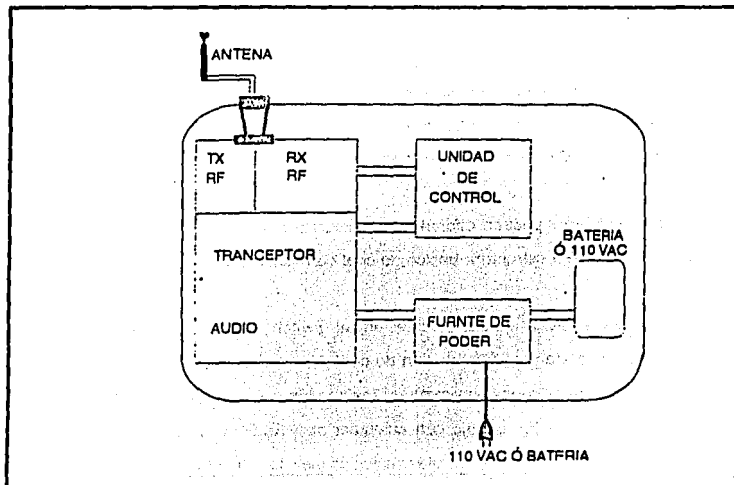 ANTENA
TX
RF
RX
RF
UNIDAD
DE
CONTROL
TRANCEPTOR
AUDIO
BATERIA
Ó 110 VAC
FURNTE DE
PODER
110 VAC Ó BATERIA